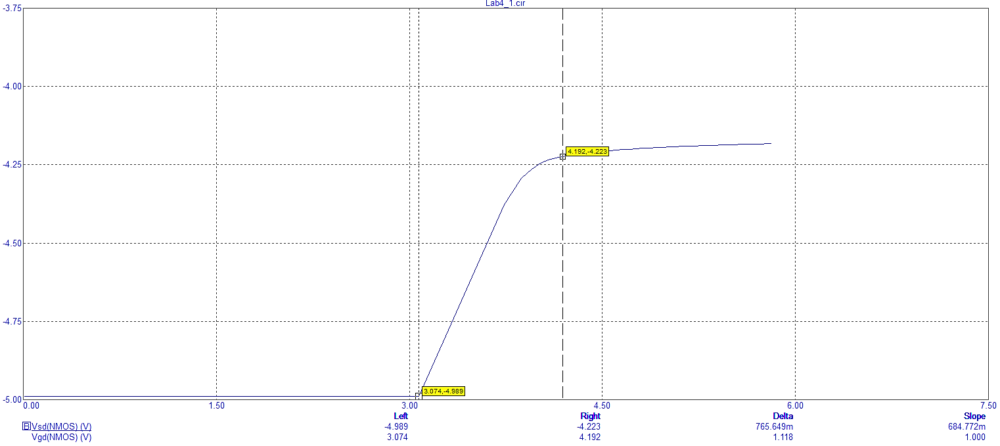 Lab4_1.cir
-3.75
-4.00
4.192,-4.223
-4.25
-4.50
-4.75
3.074,-4.989
-5.00
0.00 1.50 3.00 4.50 6.00 7.50
Left Right Delta Slope
B Vsd(NMOS) (V) -4.989 -4.223 765.649m 684.772m
Vgd(NMOS) (V) 3.074 4.192 1.118 1.000